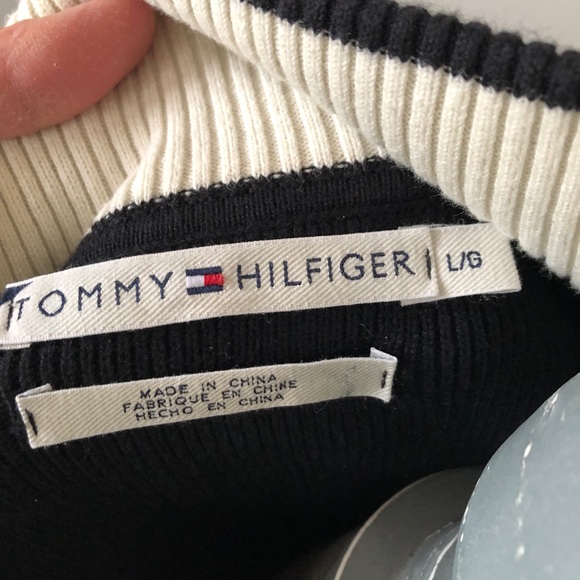 TOMMY HILFIGER L/G
MADE IN CHINA
FABRIQUE EN CHINE
HECHO EN CHINA